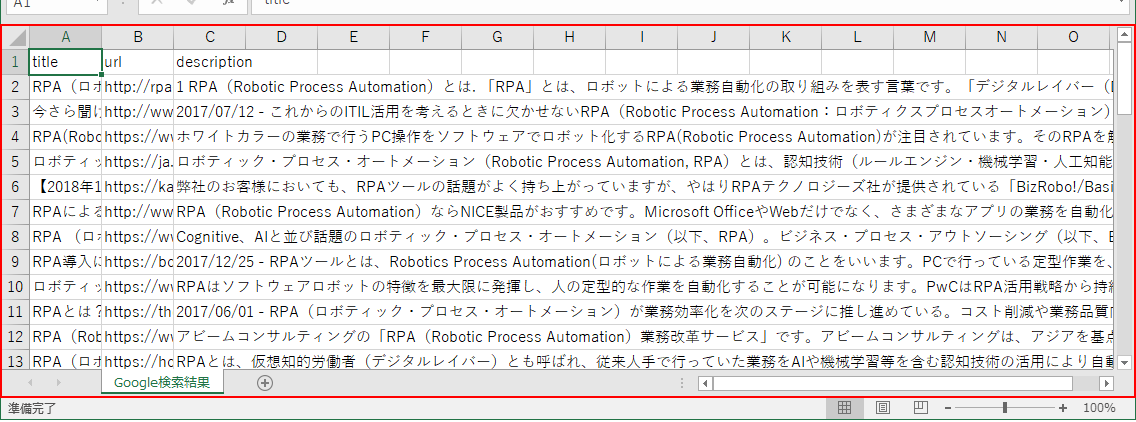 A1 title
A B C D E F G H I J K L M N O
1 title url description
2 RPA（ロボ http://rpa 1 RPA（Robotic Process Automation）とは.「RPA」とは、ロボットによる業務自動化の取り組みを表す言葉です。「デジタルレイバー（D
3 今さら聞け http://ww 2017/07/12 - これからのITIL活用を考えるときに欠かせないRPA（Robotic Process Automation：ロボティクスプロセスオートメーション）
4 RPA(Robo https://ww ホワイトカラーの業務で行うPC操作をソフトウェアでロボット化するRPA(Robotic Process Automation)が注目されています。そのRPAを
5 ロボティッ https://ja. ロボティック・プロセス・オートメーション（Robotic Process Automation, RPA）とは、認知技術（ルールエンジン・機械学習・人工知能
6 【2018年1 https://ka 弊社のお客様においても、RPAツールの話題がよく持ち上がっていますが、やはりRPAテクノロジーズ社が提供されている「BizRobo!/Basi
7 RPAによる http://ww RPA（Robotic Process Automation）ならNICE製品がおすすめです。Microsoft OfficeやWebだけでなく、さまざまなアプリの業務を自動化
8 RPA （ロボ https://ww Cognitive、AIと並び話題のロボティック・プロセス・オートメーション（以下、RPA）。ビジネス・プロセス・アウトソーシング（以下、B
9 RPA導入に https://bo 2017/12/25 - RPAツールとは、Robotics Process Automation(ロボットによる業務自動化) のことをいいます。PCで行っている定型作業を、
10 ロボティッ https://ww RPAはソフトウェアロボットの特徴を最大限に発揮し、人の定型的な作業を自動化することが可能になります。PwCはRPA活用戦略から持続
11 RPAとは？ https://th 2017/06/01 - RPA（ロボティック・プロセス・オートメーション）が業務効率化を次のステージに推し進めている。コスト削減や業務品質向
12 RPA（Rob https://ww アビームコンサルティングの「RPA（Robotic Process Automation）業務改革サービス」です。アビームコンサルティングは、アジアを基点
13 RPA（ロボ https://ho RPAとは、仮想知的労働者（デジタルレイバー）とも呼ばれ、従来人手で行っていた業務をAIや機械学習等を含む認知技術の活用により自動
Google検索結果
準備完了 100%